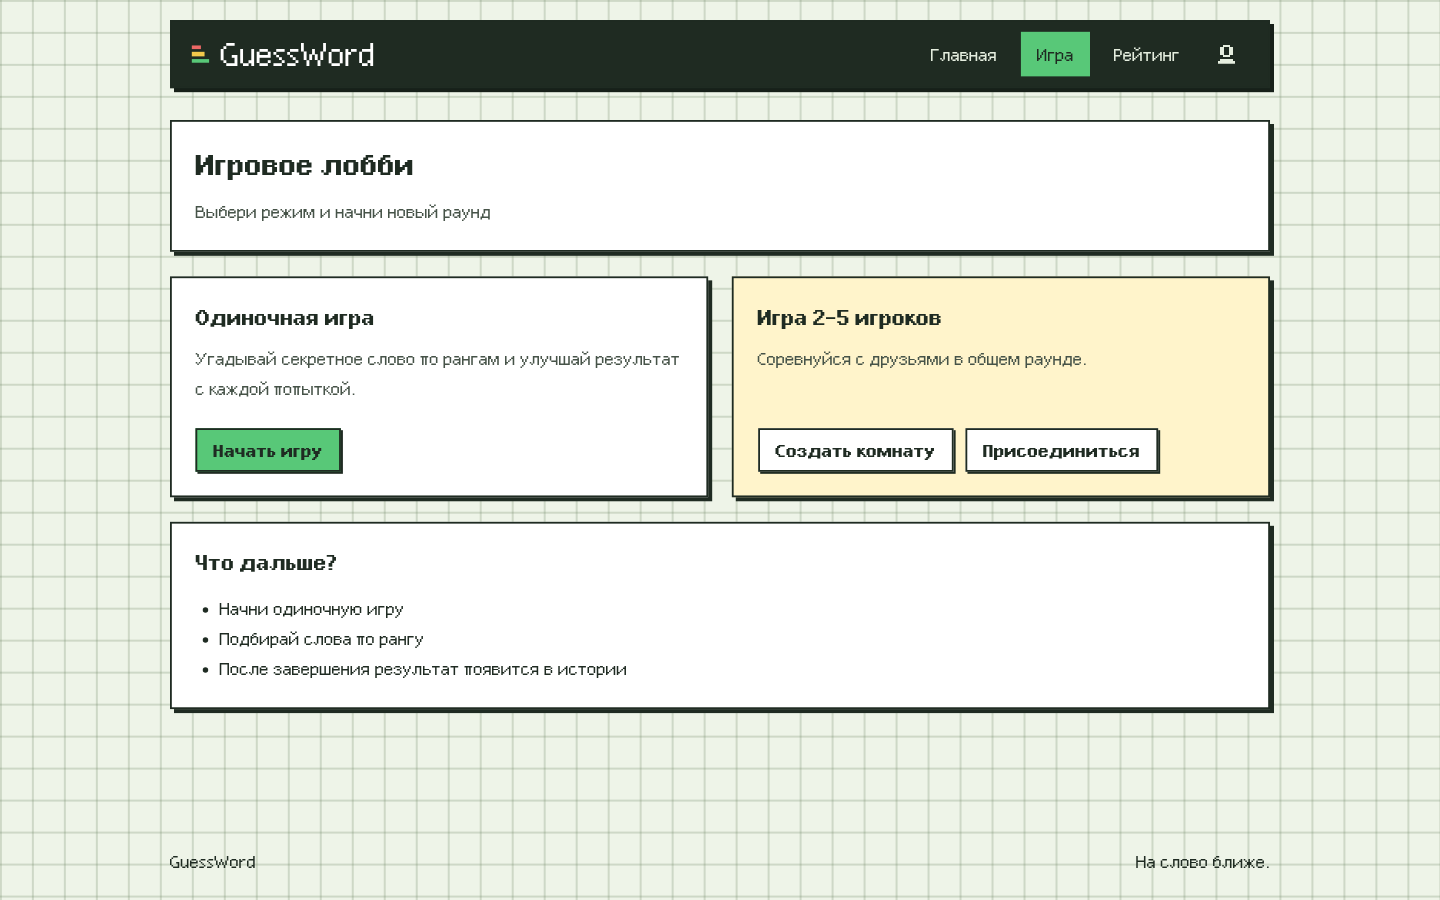 GuessWord
Главная
Игра
Рейтинг
Игровое лобби
Выбери режим и начни новый раунд
Одиночная игра
Угадывай секретное слово по рангам и улучшай результат
с каждой попыткой.
Начать игру
Игра 2-5 игроков
Соревнуйся с друзьями в общем раунде.
Создать комнату
Присоединиться
Что дальше?
• Начни одиночную игру
• Подбирай слова по рангу
• После завершения результат появится в истории
GuessWord
На слово ближе.